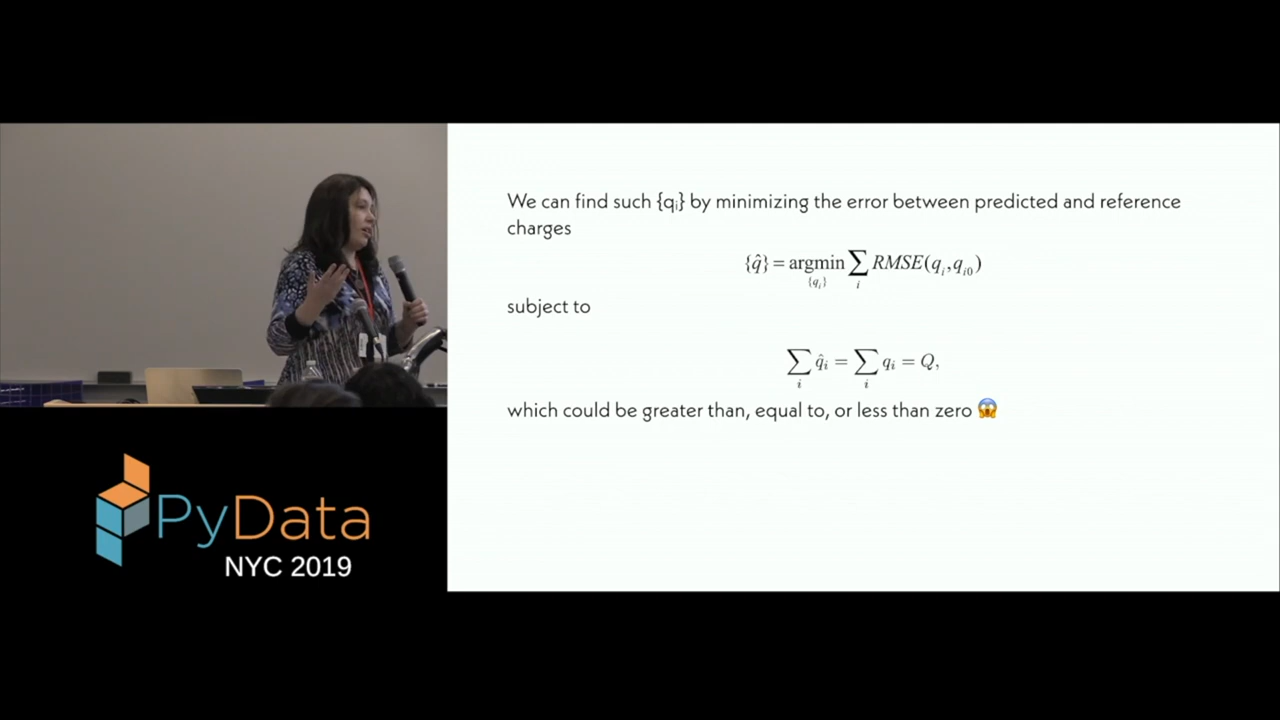 We can find such {qᵢ} by minimizing the error between predicted and reference
charges
{q̂} = argmin ∑ RMSE(qᵢ,qᵢ₀)
{qᵢ} i
subject to
∑ q̂ᵢ = ∑ qᵢ = Q,
i i
which could be greater than, equal to, or less than zero 😱
PyData
NYC 2019